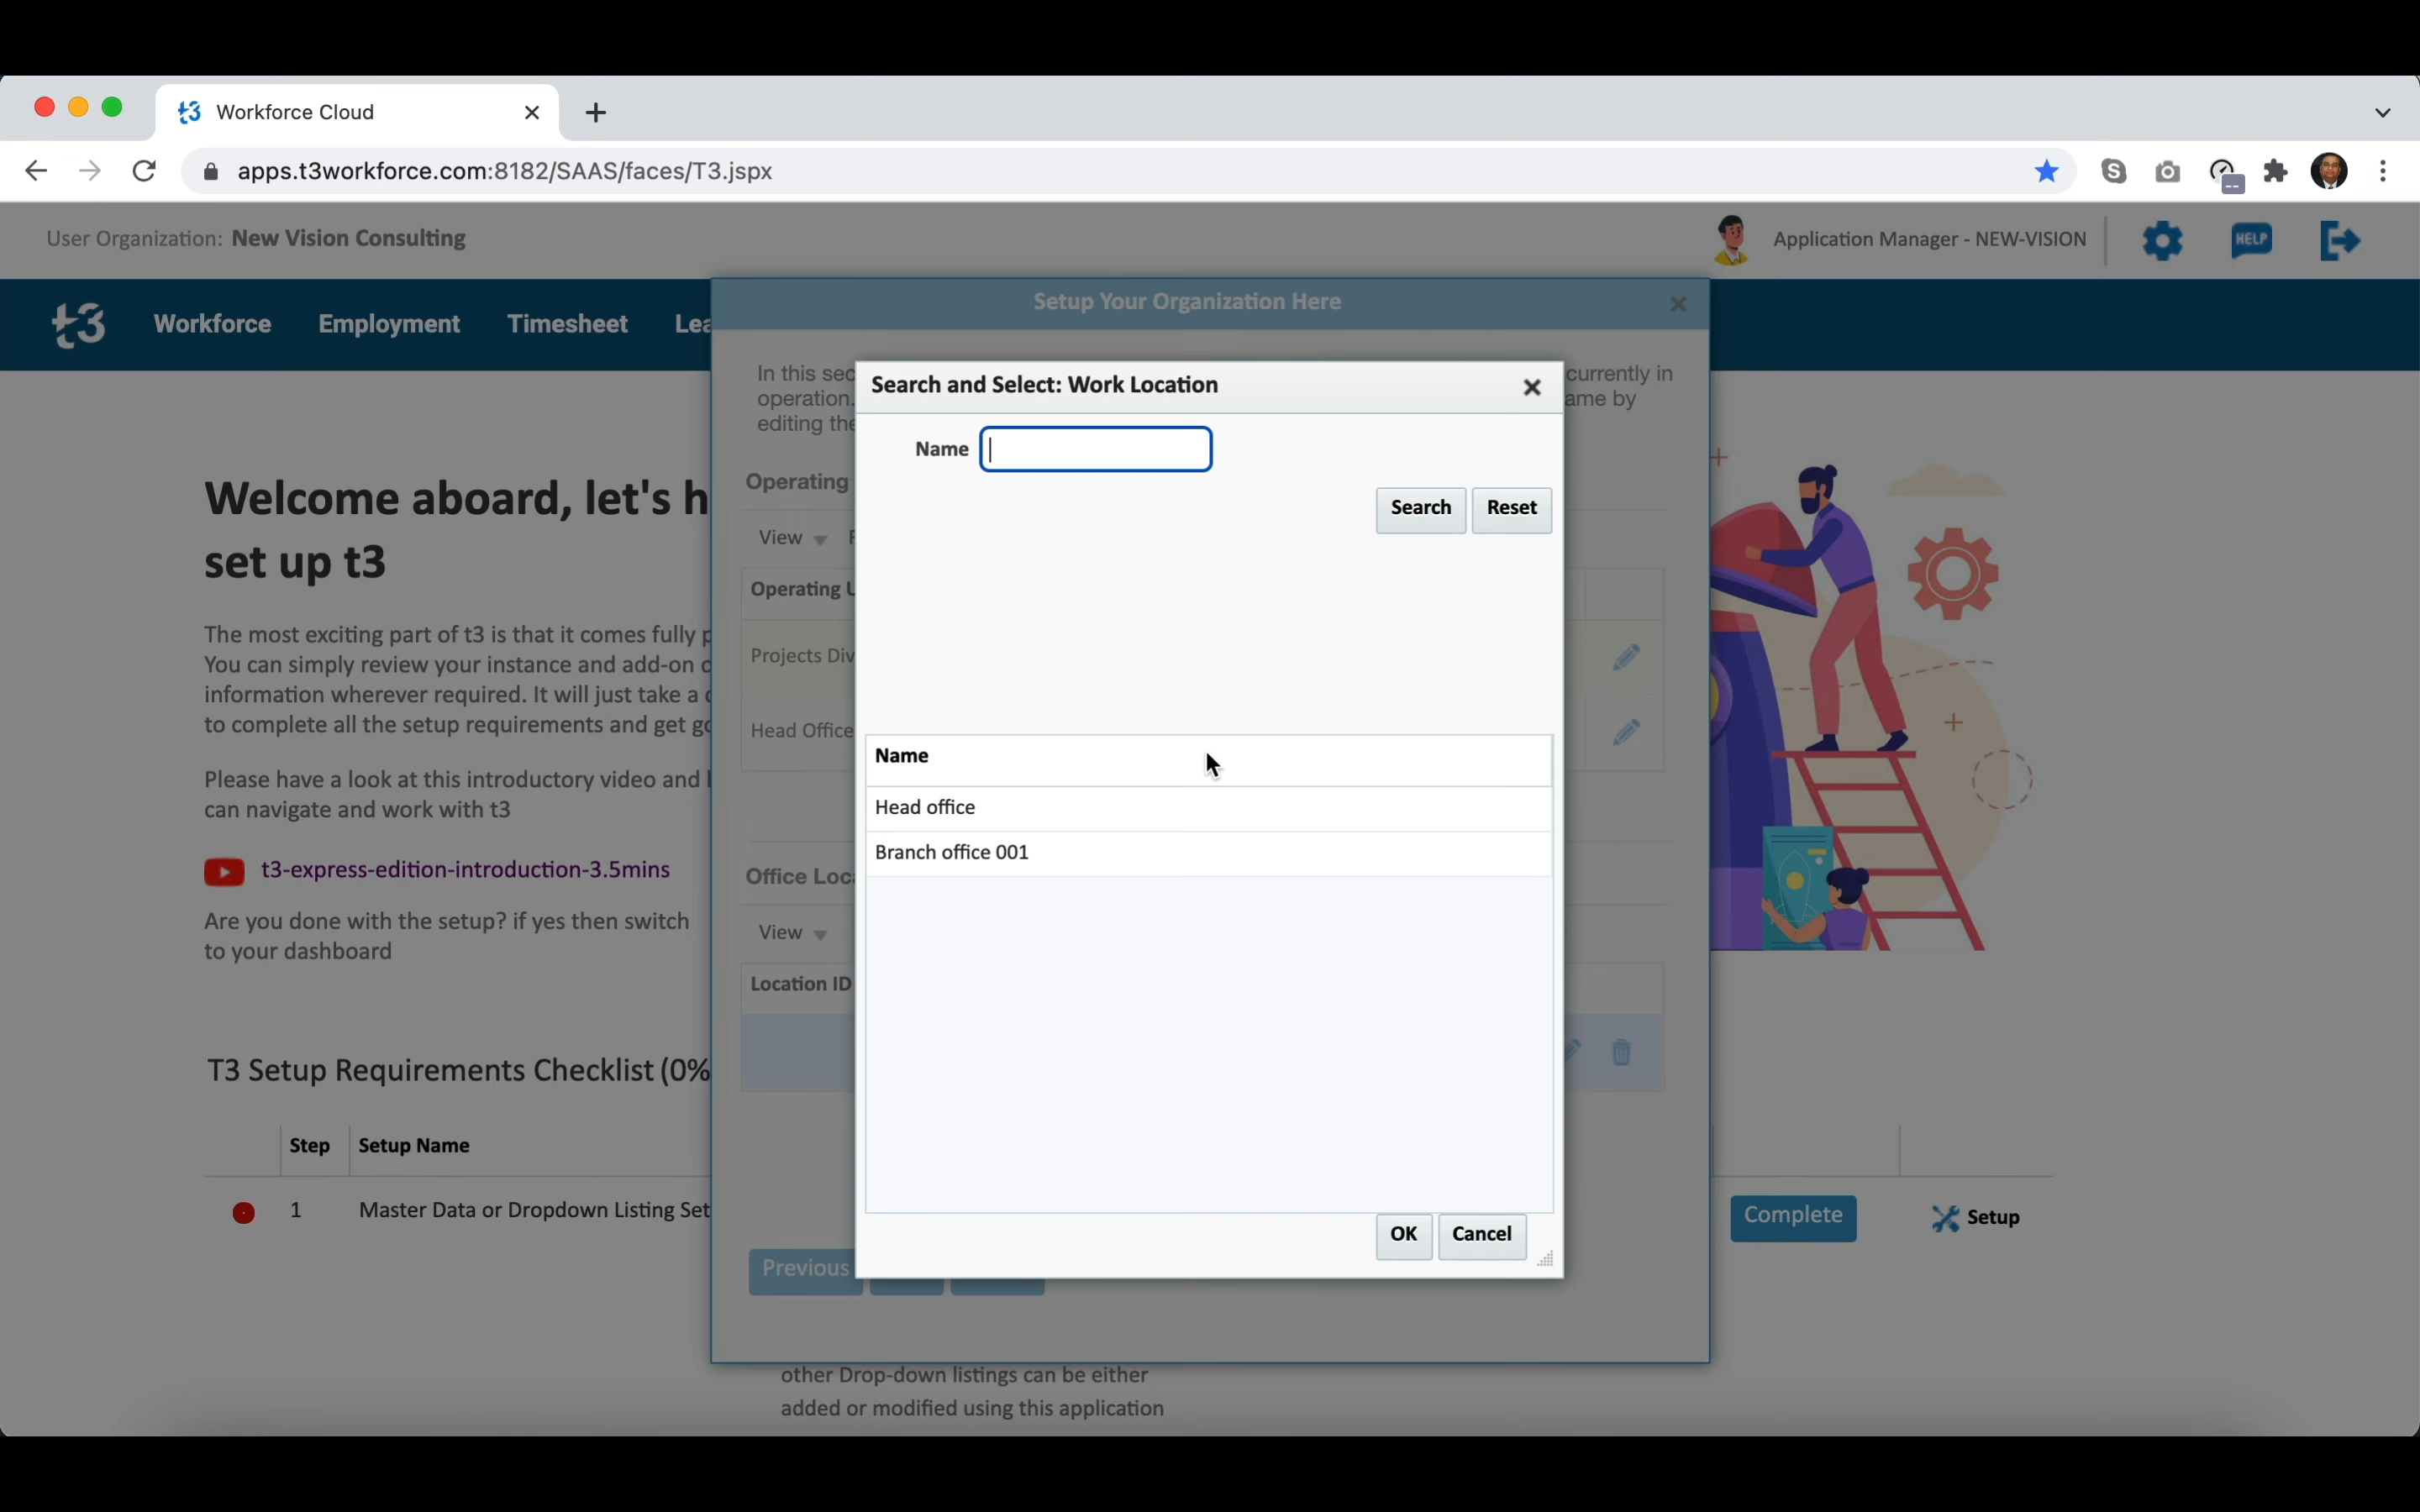 Workforce Cloud
apps.t3workforce.com:8182/SAAS/faces/T3.jspx
User Organization: New Vision Consulting
Application Manager - NEW-VISION
HELP
t3 Workforce Employment Timesheet Lea
Setup Your Organization Here
In this sec
currently in
operation.
ame by
editing the
Search and Select: Work Location
Name
Search Reset
Operating
View
Operating U
Projects Div
Head Office
Name
Head office
Branch office 001
Office Loca
View
Location ID
OK Cancel
Previous
Welcome aboard, let's h
set up t3
The most exciting part of t3 is that it comes fully p
You can simply review your instance and add-on o
information wherever required. It will just take a
to complete all the setup requirements and get go
Please have a look at this introductory video and
can navigate and work with t3
t3-express-edition-introduction-3.5mins
Are you done with the setup? if yes then switch
to your dashboard
T3 Setup Requirements Checklist (0%
Step Setup Name
1 Master Data or Dropdown Listing Set
Complete Setup
other Drop-down listings can be either
added or modified using this application